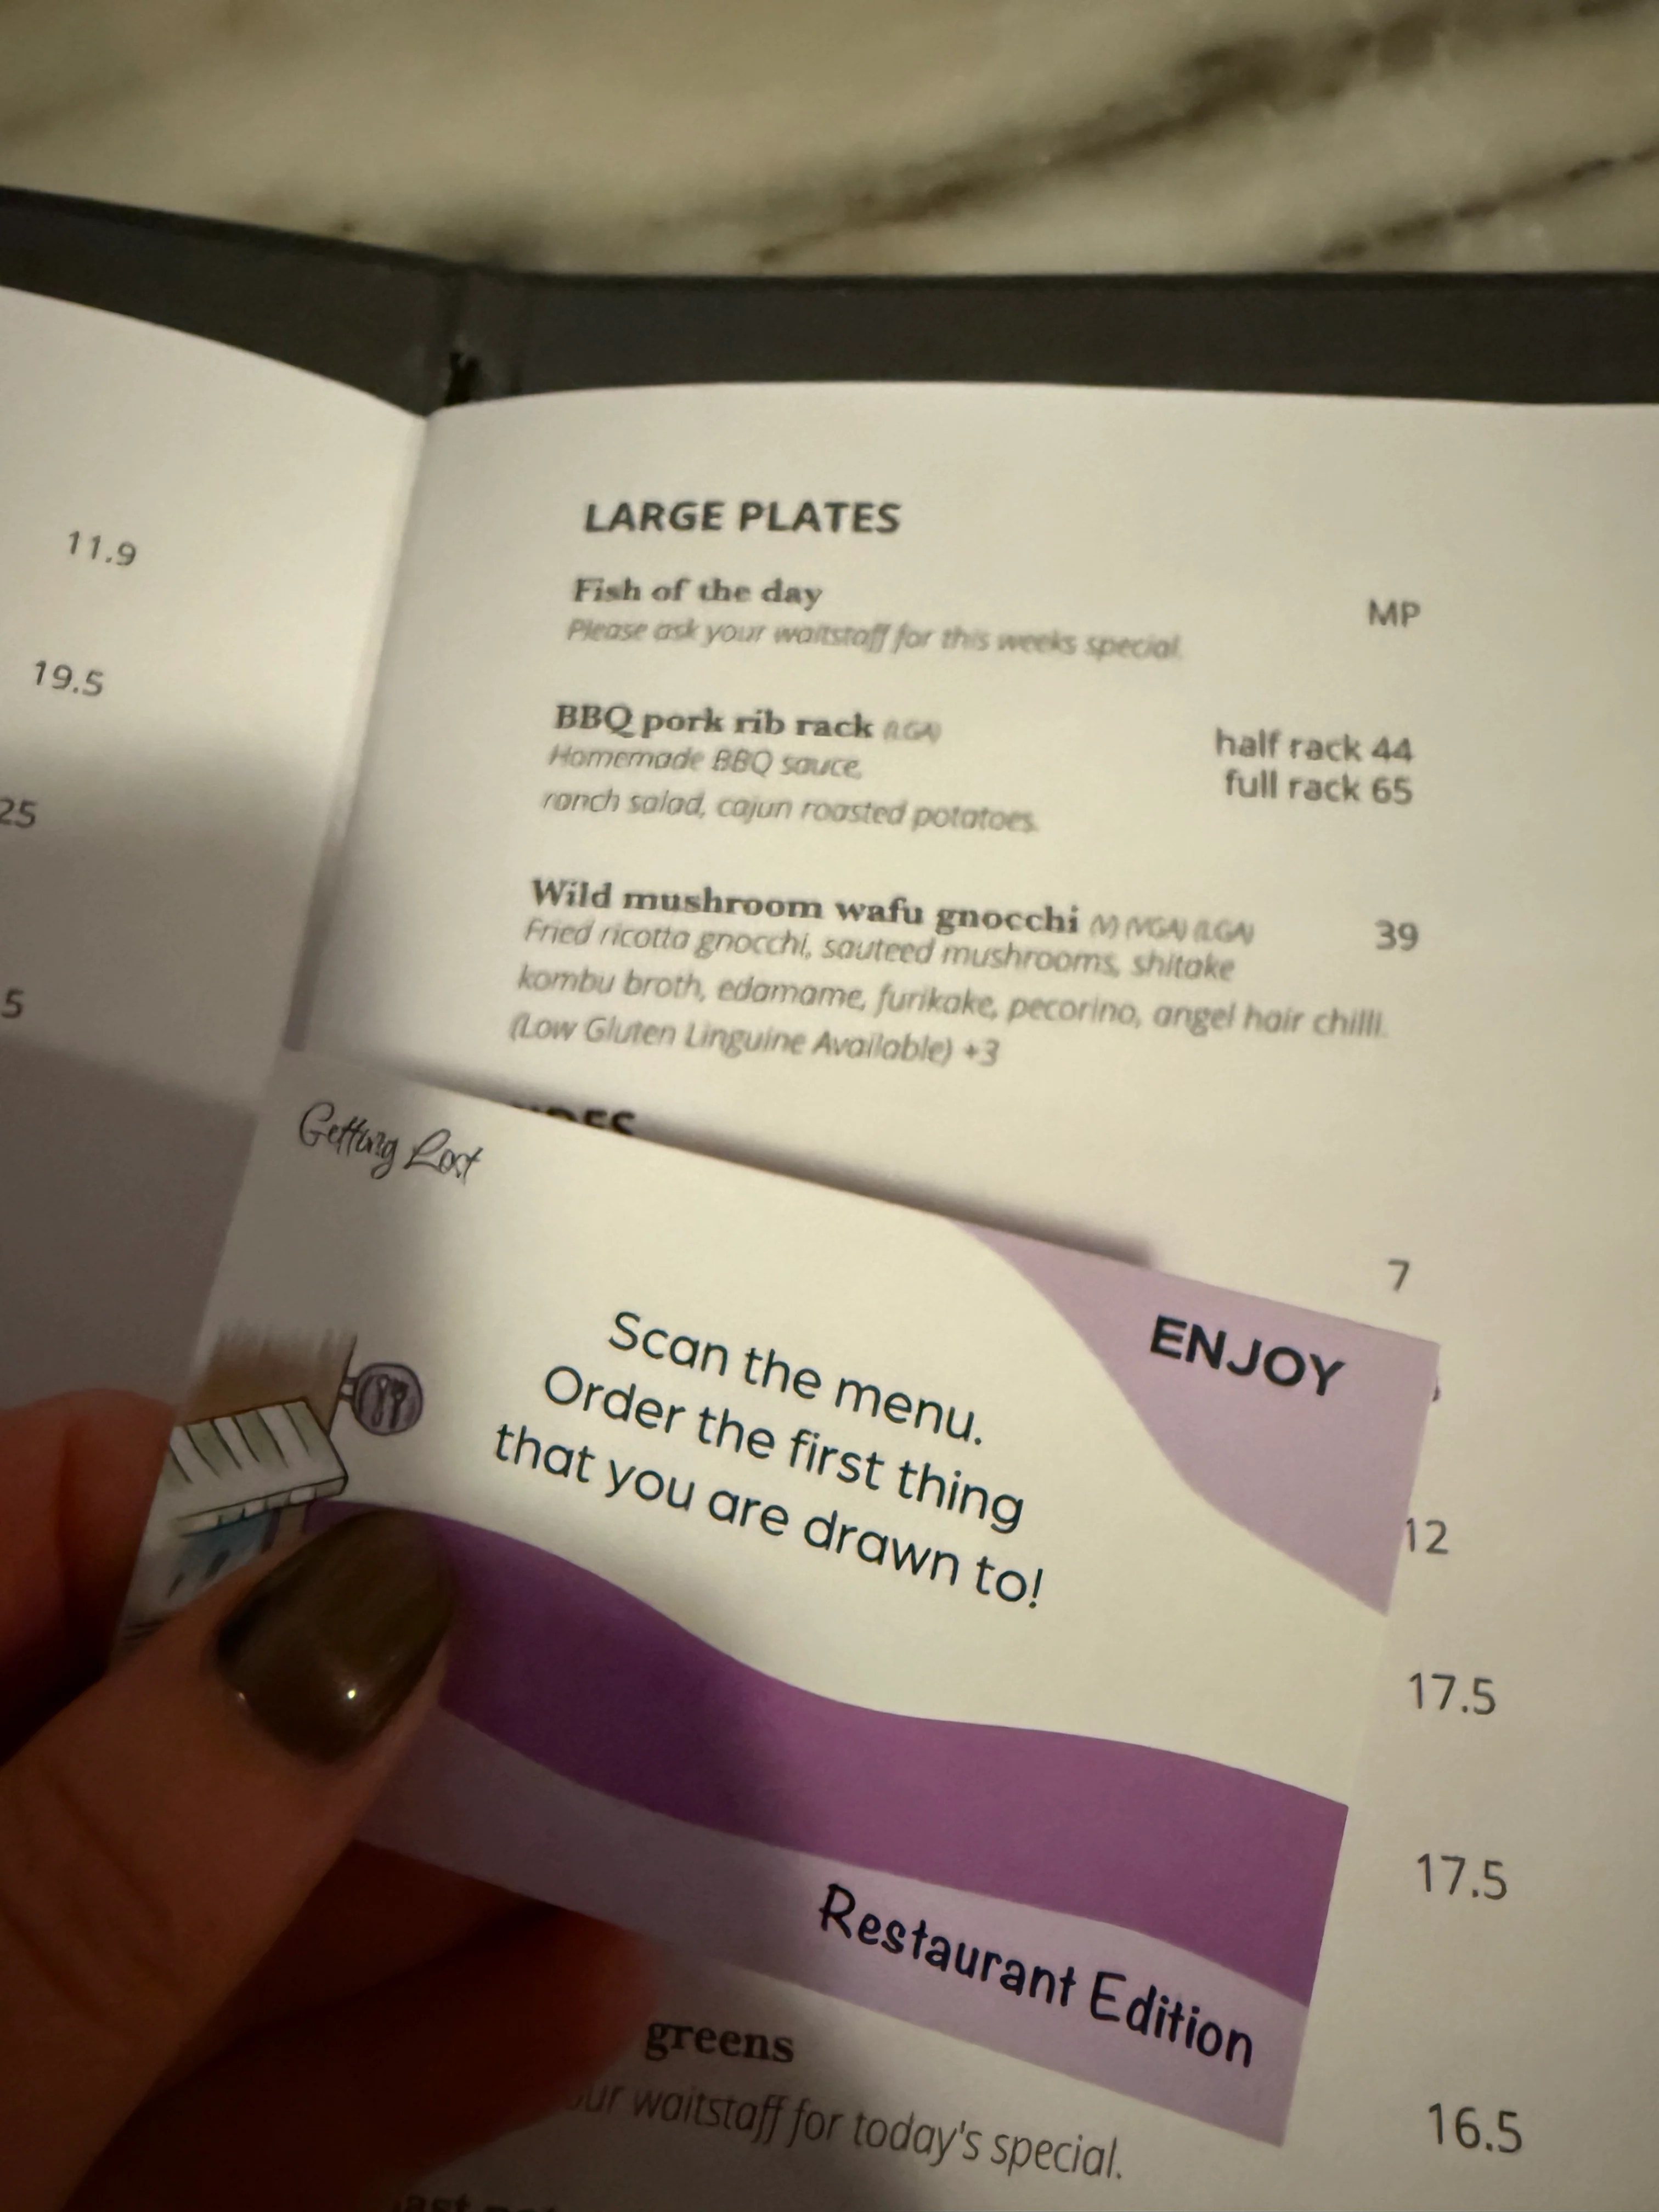 11.9
19.5
25
5
LARGE PLATES
Fish of the day MP
Please ask your waitstaff for this weeks special.
BBQ pork rib rack (LGA) half rack 44
Homemade BBQ sauce, full rack 65
ranch salad, cajun roasted potatoes.
Wild mushroom wafu gnocchi (V) (VGA) (LGA) 39
Fried ricotta gnocchi, sauteed mushrooms, shitake
kombu broth, edamame, furikake, pecorino, angel hair chilli.
(Low Gluten Linguine Available) +3
7
Getting Lost
ENJOY
Scan the menu.
Order the first thing
that you are drawn to!
12
17.5
17.5
Restaurant Edition
greens 16.5
waitstaff for today's special.